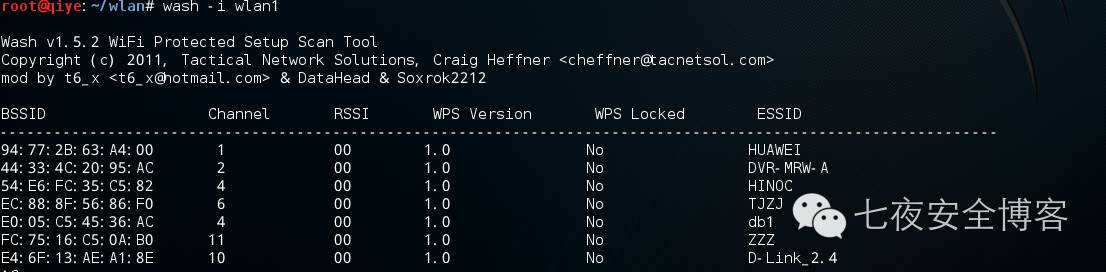 root@qiye:~/wlan# wash -i wlan1
Wash v1.5.2 WiFi Protected Setup Scan Tool
Copyright (c) 2011, Tactical Network Solutions, Craig Heffner <cheffner@tacnetsol.com>
mod by t6_x <t6_x@hotmail.com> & DataHead & Soxrok2212
BSSID Channel RSSI WPS Version WPS Locked ESSID
---------------------------------------------------------------------------------------------------------------
94:77:2B:63:A4:00 1 00 1.0 No HUAWEI
44:33:4C:20:95:AC 2 00 1.0 No DVR-MRW-A
54:E6:FC:35:C5:82 4 00 1.0 No HINOC
EC:88:8F:56:86:F0 6 00 1.0 No TJZJ
E0:05:C5:45:36:AC 4 00 1.0 No db1
FC:75:16:C5:0A:B0 11 00 1.0 No ZZZ
E4:6F:13:AE:A1:8E 10 00 1.0 No D-Link_2.4
七夜安全博客